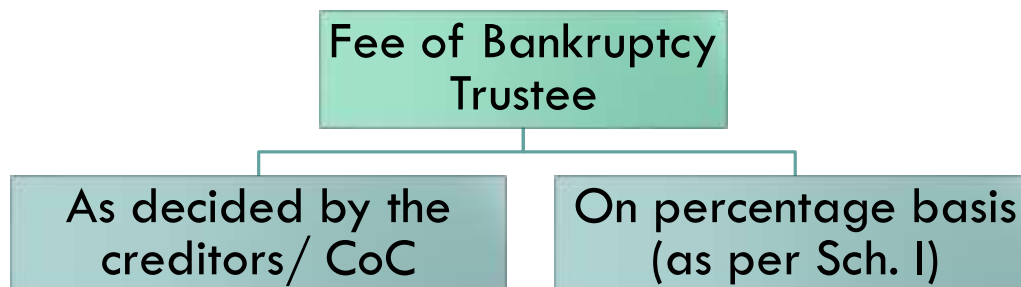 Fee of Bankruptcy
Trustee
As decided by the
creditors/ CoC
On percentage basis
(as per Sch. I)